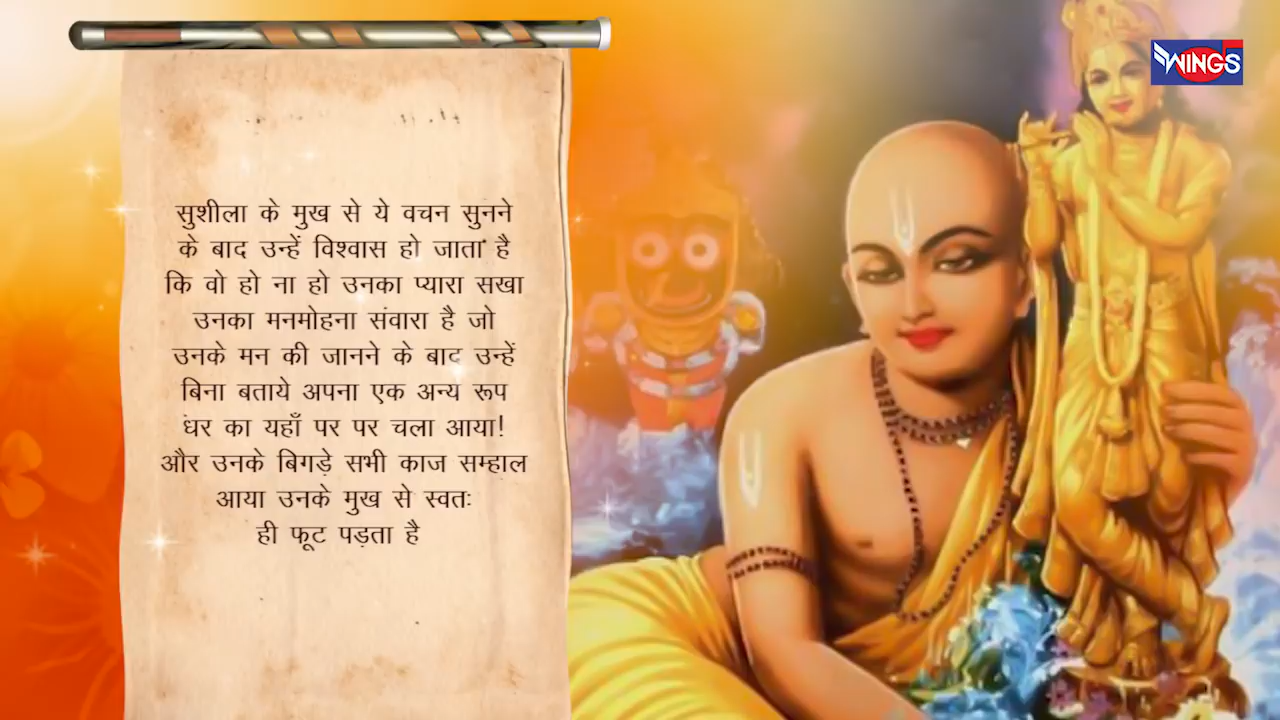 सुशीला के मुख से ये वचन सुनने
के बाद उन्हें विश्वास हो जाता है
कि वो हो ना हो उनका प्यारा सखा
उनका मनमोहना संवारा है जो
उनके मन की जानने के बाद उन्हें
बिना बताये अपना एक अन्य रूप
धंर का यहाँ पर पर चला आया!
और उनके बिगड़े सभी काज सम्हाल
आया उनके मुख से स्वतः
ही फूट पड़ता है
WINGS